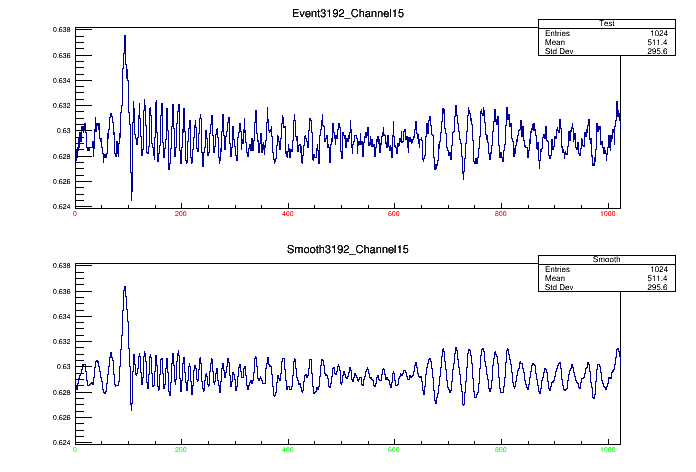 Event3192_Channel15
Test
Entries 1024
Mean 511.4
Std Dev 295.6
0.638
0.636
0.634
0.632
0.63
0.628
0.626
0.624
0 200 400 600 800 1000
Smooth3192_Channel15
Smooth
Entries 1024
Mean 511.4
Std Dev 295.6
0.638
0.636
0.634
0.632
0.63
0.628
0.626
0.624
0 200 400 600 800 1000